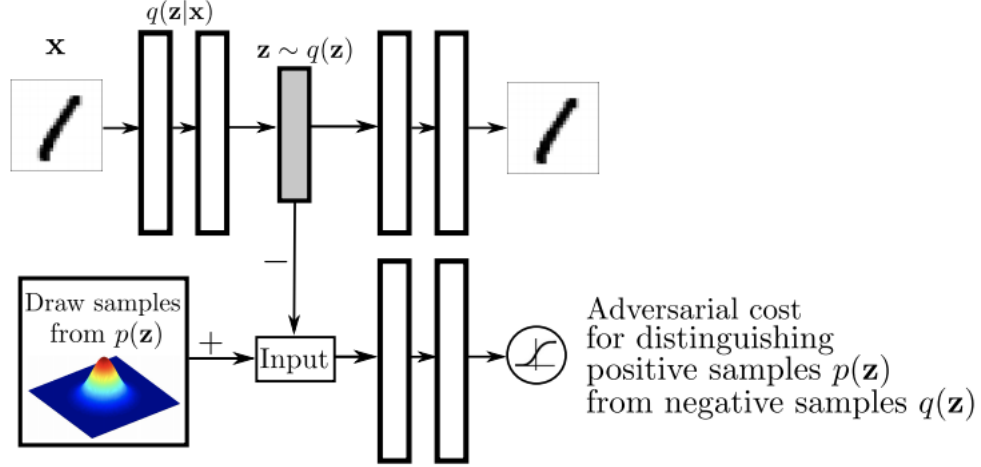 q(𝐳|𝐱)
𝐱
𝐳 ∼ q(𝐳)
−
Draw samples
from p(𝐳)
+
Input
Adversarial cost
for distinguishing
positive samples p(𝐳)
from negative samples q(𝐳)